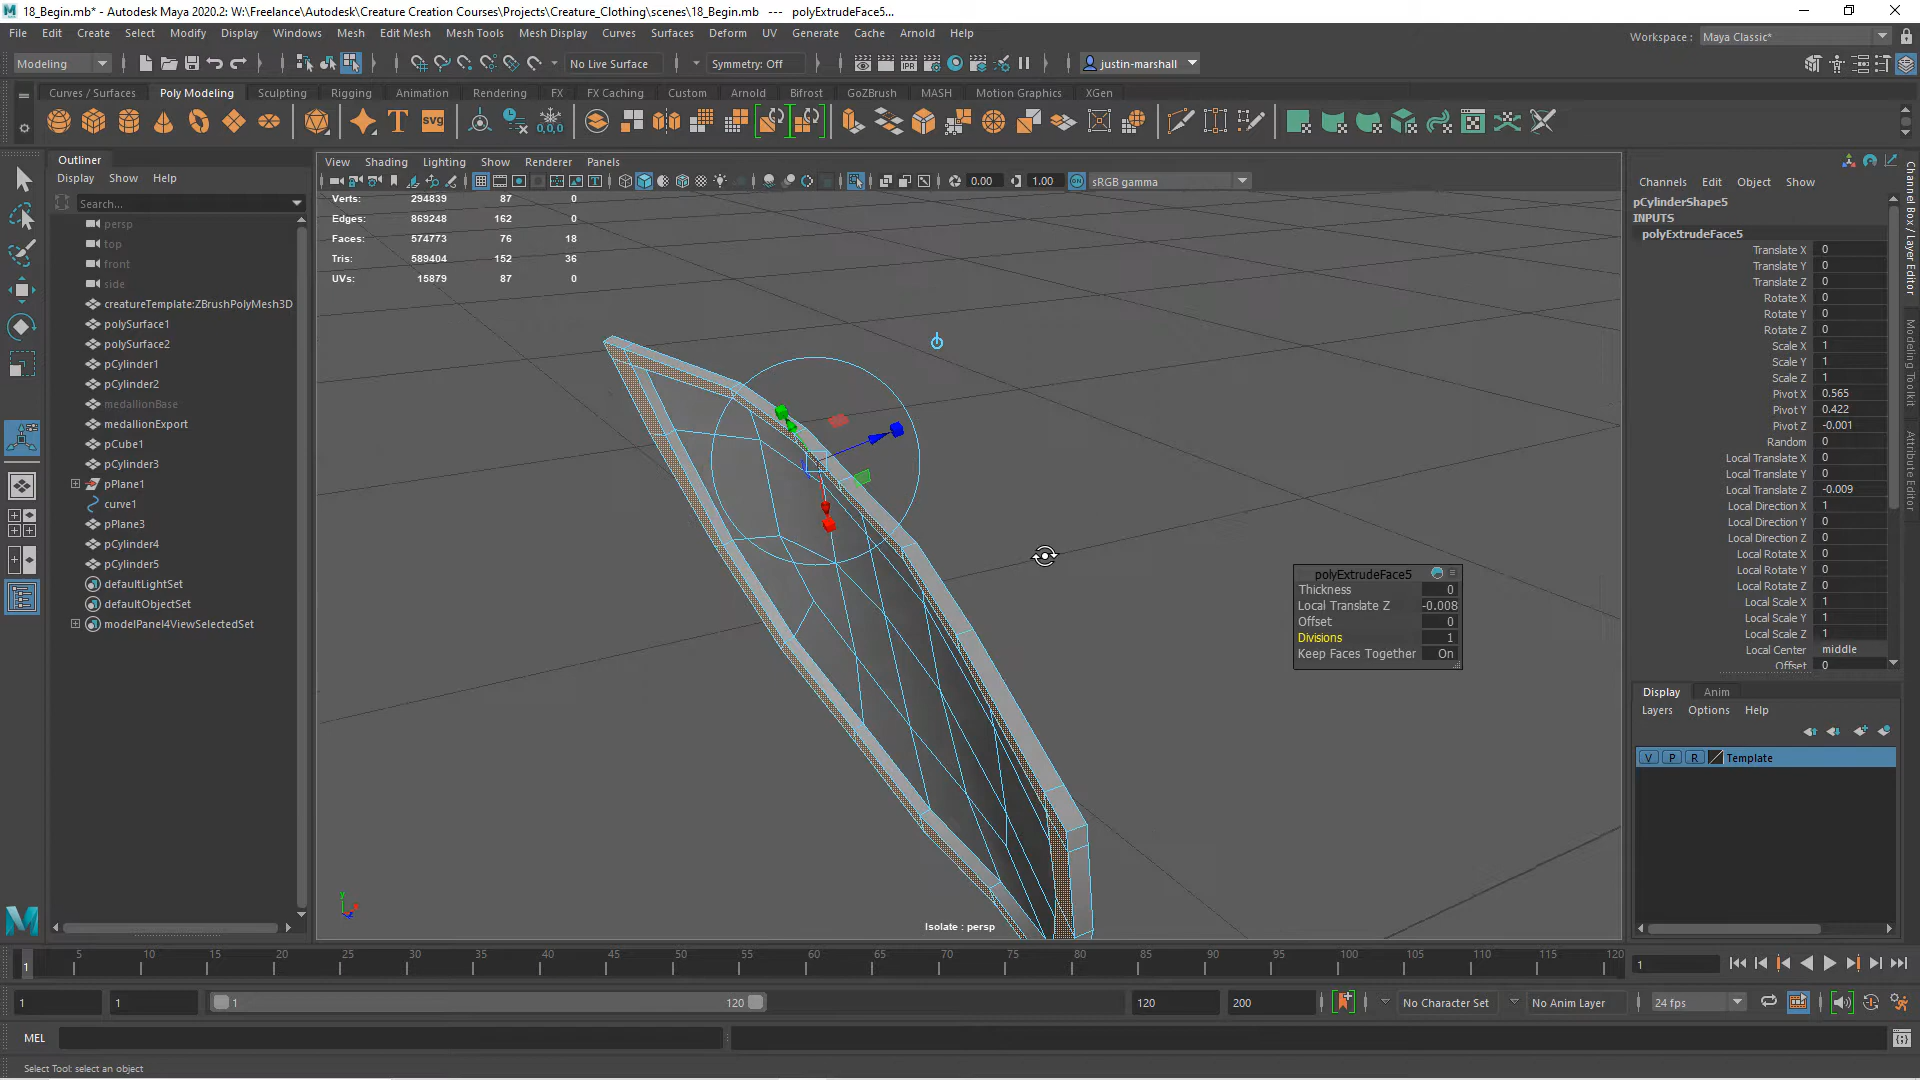 18_Begin.mb* - Autodesk Maya 2020.2: W:\Freelance\Autodesk\Creature Creation Courses\Projects\Creature_Clothing\scenes\18_Begin.mb --- polyExtrudeFace5...
File Edit Create Select Modify Display Windows Mesh Edit Mesh Mesh Tools Mesh Display Curves Surfaces Deform UV Generate Cache Arnold Help
Workspace : Maya Classic*
Modeling
No Live Surface
Symmetry: Off
justin-marshall
Curves / Surfaces Poly Modeling Sculpting Rigging Animation Rendering FX FX Caching Custom Arnold Bifrost GoZBrush MASH Motion Graphics XGen
T
SVG
0,0,0
Outliner
Display Show Help
Search...
persp
top
front
side
creatureTemplate:ZBrushPolyMesh3D
polySurface1
polySurface2
pCylinder1
pCylinder2
medallionBase
medallionExport
pCube1
pCylinder3
pPlane1
curve1
pPlane3
pCylinder4
pCylinder5
defaultLightSet
defaultObjectSet
modelPanel4ViewSelectedSet
View Shading Lighting Show Renderer Panels
0.00 1.00 sRGB gamma
Verts: 294839 87 0
Edges: 869248 162 0
Faces: 574773 76 18
Tris: 589404 152 36
UVs: 15879 87 0
polyExtrudeFace5
Thickness 0
Local Translate Z -0.008
Offset 0
Divisions 1
Keep Faces Together On
Isolate : persp
Channels Edit Object Show
pCylinderShape5
INPUTS
polyExtrudeFace5
Translate X 0
Translate Y 0
Translate Z 0
Rotate X 0
Rotate Y 0
Rotate Z 0
Scale X 1
Scale Y 1
Scale Z 1
Pivot X 0.565
Pivot Y 0.422
Pivot Z -0.001
Random 0
Local Translate X 0
Local Translate Y 0
Local Translate Z -0.009
Local Direction X 1
Local Direction Y 0
Local Direction Z 0
Local Rotate X 0
Local Rotate Y 0
Local Rotate Z 0
Local Scale X 1
Local Scale Y 1
Local Scale Z 1
Local Center middle
Offset 0
Channel Box / Layer Editor
Modeling Toolkit
Attribute Editor
Display Anim
Layers Options Help
V P R Template
1 5 10 15 20 25 30 35 40 45 50 55 60 65 70 75 80 85 90 95 100 105 110 115 120
1
1 1 1 120 120 200
No Character Set
No Anim Layer
24 fps
MEL
Select Tool: select an object